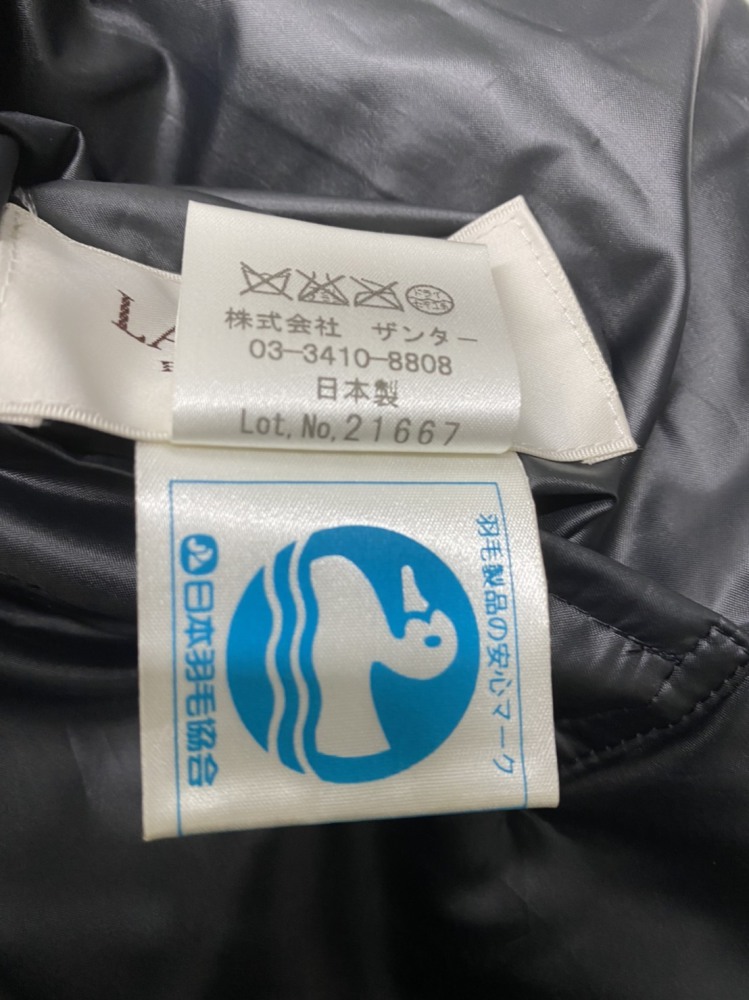 株式会社 ザンター
03-3410-8808
日本製
Lot,No,21667
羽毛製品の安心マーク
日本羽毛協会